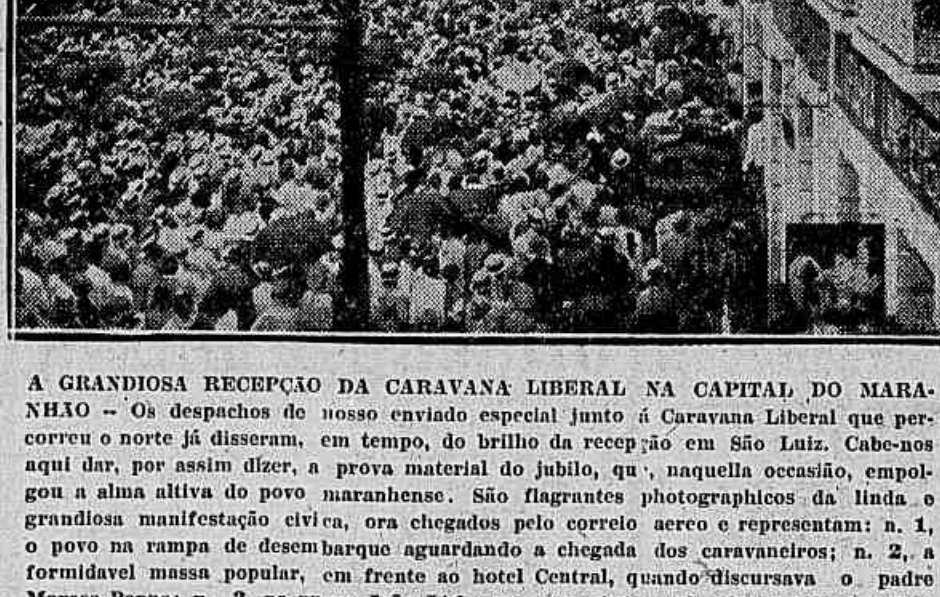 A GRANDIOSA RECEPÇÃO DA CARAVANA LIBERAL NA CAPITAL DO MARA-
NHÃO — Os despachos de nosso enviado especial junto á Caravana Liberal que per-
correu o norte já disseram, em tempo, do brilho da recepção em São Luiz. Cabe-nos
aqui dar, por assim dizer, a prova material do jubilo, qu , naquella occasião, empol-
gou a alma altiva do povo maranhense. São flagrantes photographicos da linda e
grandiosa manifestação civica, ora chegados pelo correio aereo e representam: n. 1,
o povo na rampa de desembarque aguardando a chegada dos caravaneiros; n. 2, a
formidavel massa popular, em frente ao hotel Central, quando discursava o padre